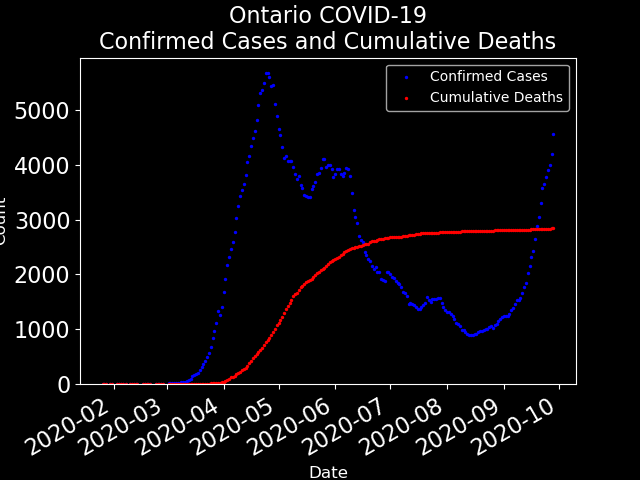 Ontario COVID-19
Confirmed Cases and Cumulative Deaths
Confirmed Cases
Cumulative Deaths
5000
4000
3000
2000
1000
0
Count
2020-02
2020-03
2020-04
2020-05
2020-06
2020-07
2020-08
2020-09
2020-10
Date